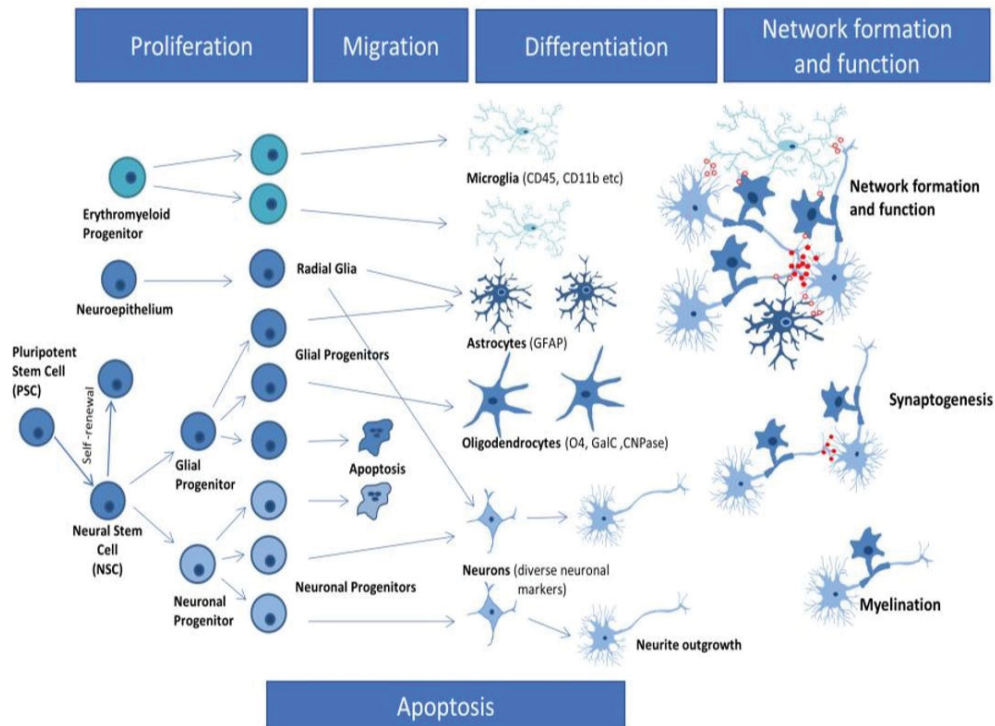 Proliferation
Migration
Differentiation
Network formation
and function
Erythromyeloid
Progenitor
Microglia (CD45, CD11b etc)
Network formation
and function
Neuroepithelium
Radial Glia
Pluripotent
Stem Cell
(PSC)
Self -renewal
Glial Progenitors
Astrocytes (GFAP)
Glial
Progenitor
Apoptosis
Oligodendrocytes (O4, GalC ,CNPase)
Synaptogenesis
Neural Stem
Cell
(NSC)
Neuronal
Progenitor
Neuronal Progenitors
Neurons (diverse neuronal
markers)
Neurite outgrowth
Myelination
Apoptosis